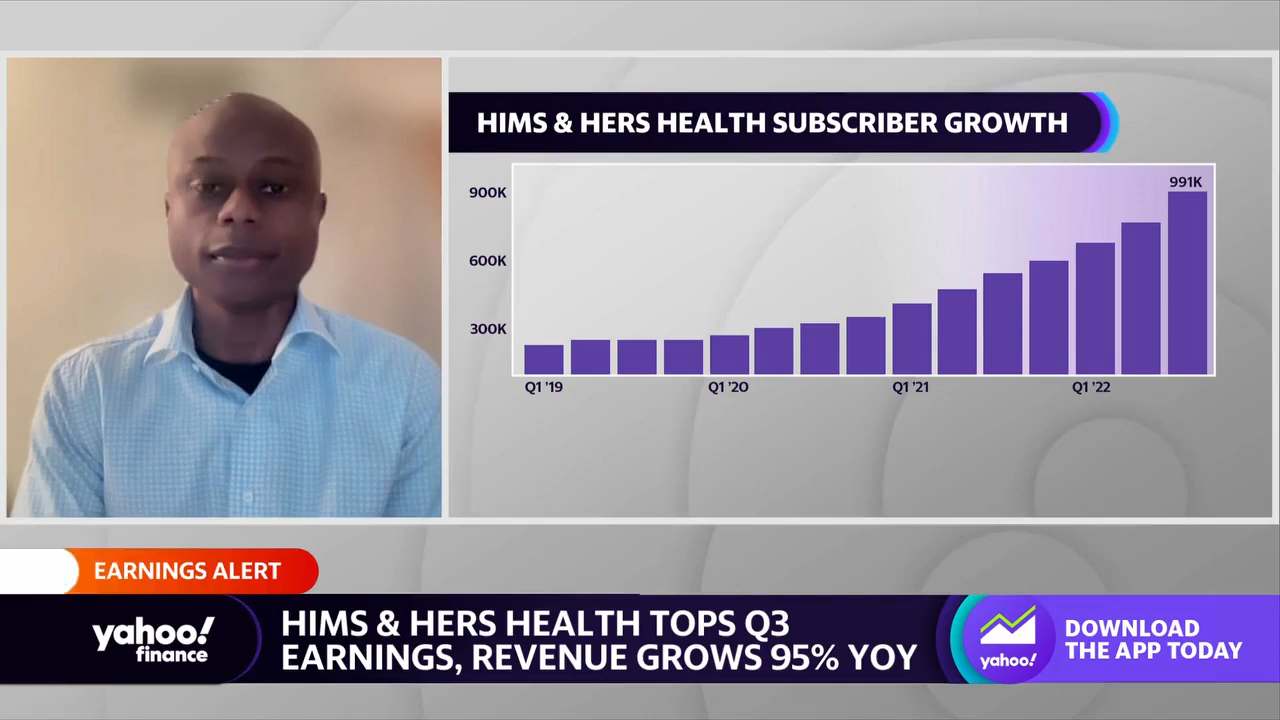 HIMS & HERS HEALTH SUBSCRIBER GROWTH
991K
900K
600K
300K
Q1 '19
Q1 '20
Q1 '21
Q1 '22
EARNINGS ALERT
yahoo!
finance
HIMS & HERS HEALTH TOPS Q3
EARNINGS, REVENUE GROWS 95% YOY
yahoo!
DOWNLOAD
THE APP TODAY